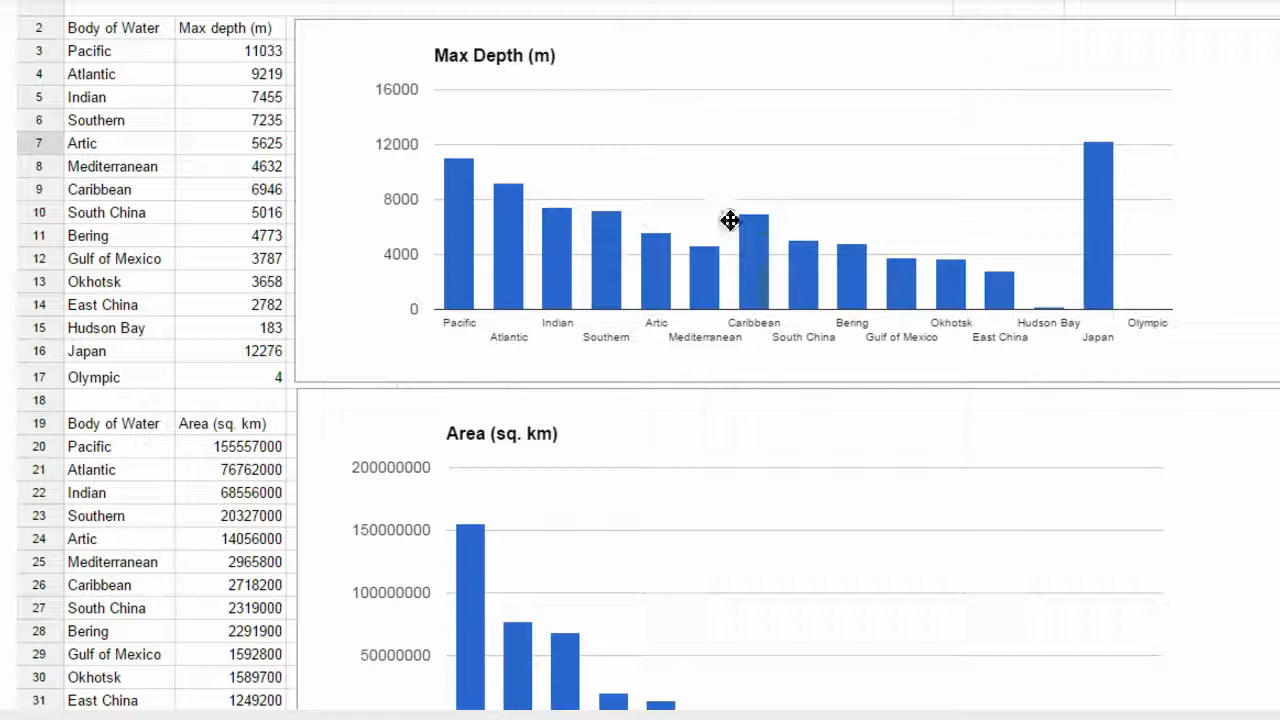 2 Body of Water Max depth (m)
3 Pacific 11033
4 Atlantic 9219
5 Indian 7455
6 Southern 7235
7 Artic 5625
8 Mediterranean 4632
9 Caribbean 6946
10 South China 5016
11 Bering 4773
12 Gulf of Mexico 3787
13 Okhotsk 3658
14 East China 2782
15 Hudson Bay 183
16 Japan 12276
17 Olympic 4
18
19 Body of Water Area (sq. km)
20 Pacific 155557000
21 Atlantic 76762000
22 Indian 68556000
23 Southern 20327000
24 Artic 14056000
25 Mediterranean 2965800
26 Caribbean 2718200
27 South China 2319000
28 Bering 2291900
29 Gulf of Mexico 1592800
30 Okhotsk 1589700
31 East China 1249200
Max Depth (m)
16000
12000
8000
4000
0
Pacific Indian Artic Caribbean Bering Okhotsk Hudson Bay Olympic
Atlantic Southern Mediterranean South China Gulf of Mexico East China Japan
Area (sq. km)
200000000
150000000
100000000
50000000